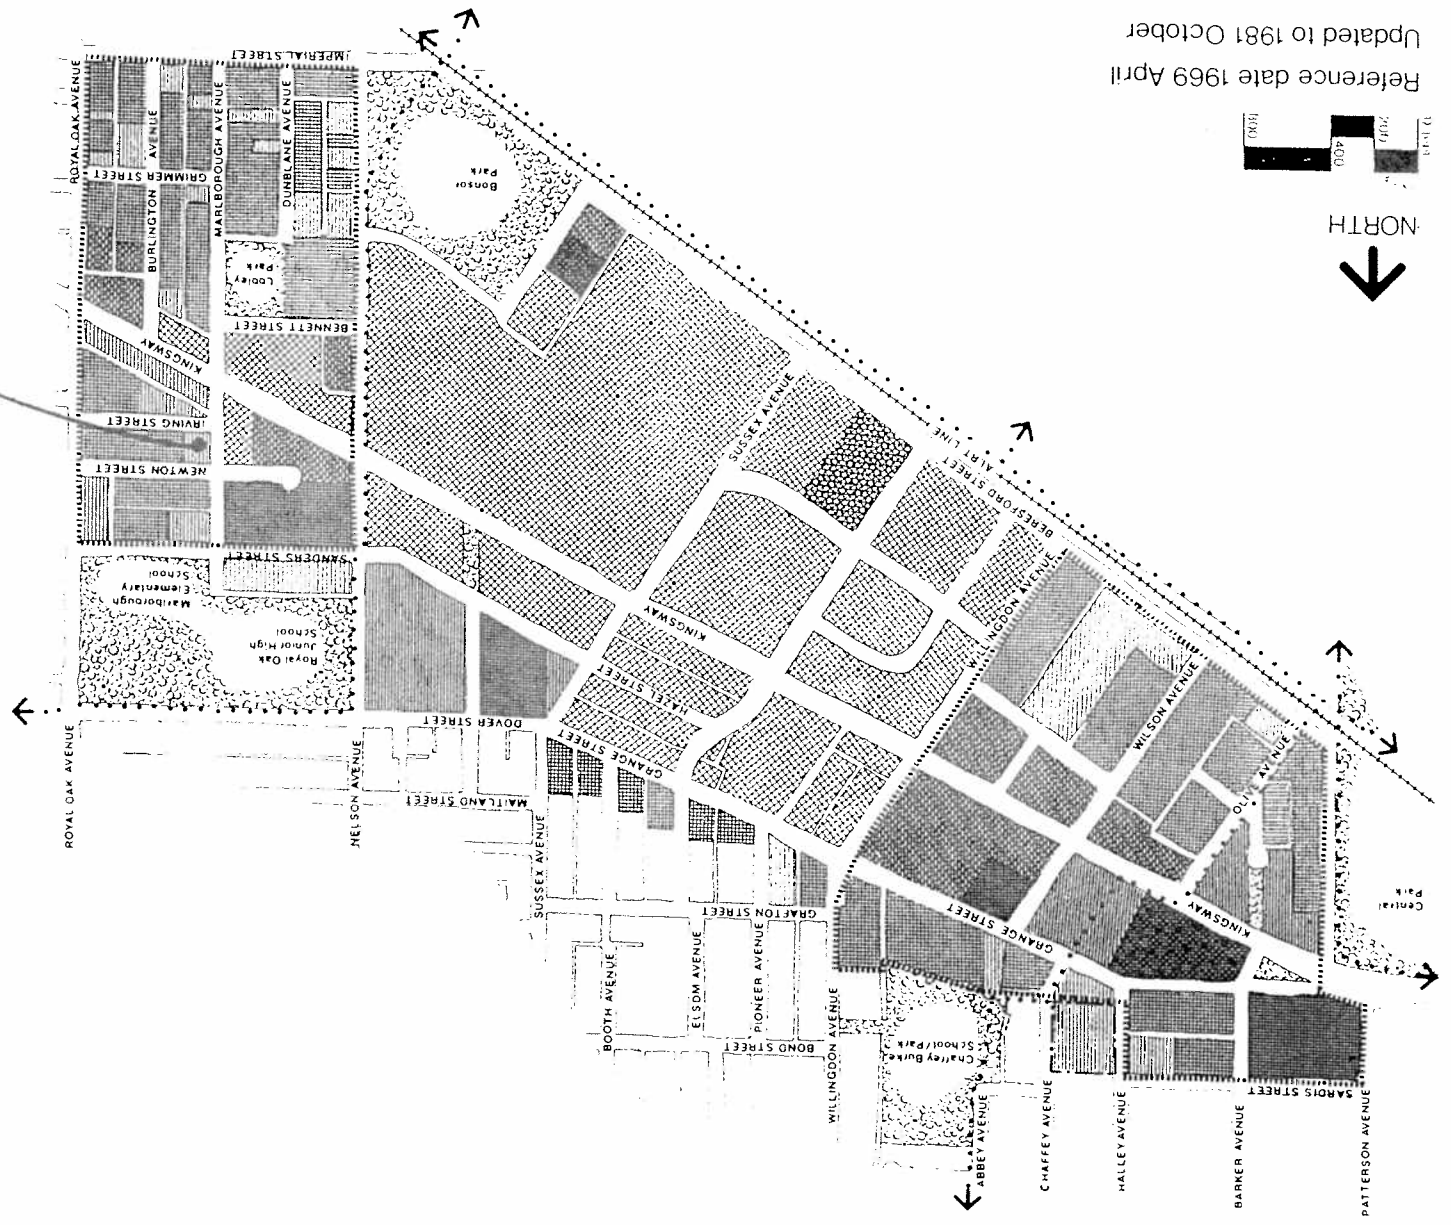 Updated to 1981 October
Reference date 1969 April
800
400
200
NORTH
IMPERIAL STREET
ROYAL OAK AVENUE
BURLINGTON AVENUE
MARLBOROUGH AVENUE
DUNBLANE AVENUE
GRIMMER STREET
Bonsor
Park
Lobley
Park
BENNETT STREET
KINGSWAY
IRVING STREET
NEWTON STREET
SANDERS STREET
Marlborough
Elementary
School
Royal Oak
Junior High
School
SUSSEX AVENUE
LINE
ALRT
BERESFORD STREET
WILLINGDON AVENUE
KINGSWAY
HAZEL STREET
GRANGE STREET
DOVER STREET
MAITLAND STREET
WILSON AVENUE
OLIVE AVENUE
ROYAL OAK AVENUE
NELSON AVENUE
SUSSEX AVENUE
GRAFTON STREET
GRANGE STREET
KINGSWAY
Central
Park
BOOTH AVENUE
ELSOM AVENUE
PIONEER AVENUE
WILLINGDON AVENUE
BOND STREET
Chaffey Burke
School/Park
ABBEY AVENUE
CHAFFEY AVENUE
HALLEY AVENUE
BARKER AVENUE
PATTERSON AVENUE
SARDIS STREET